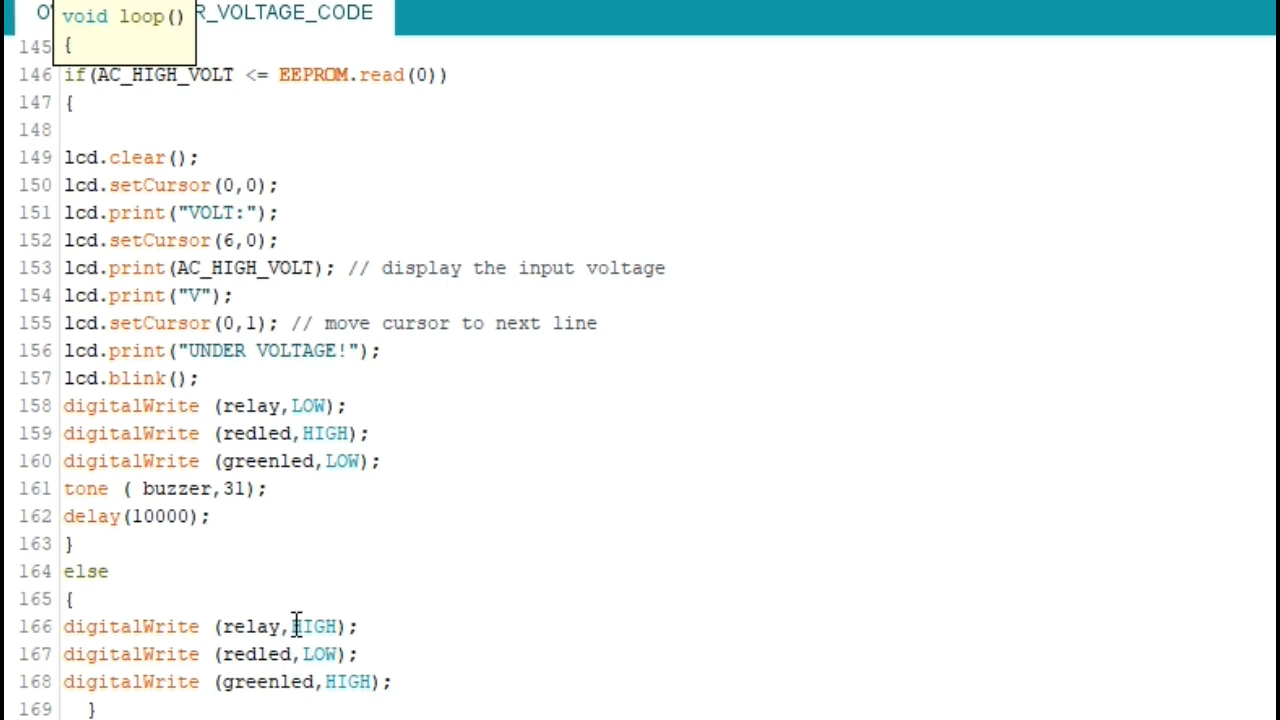 void loop()
{
R_VOLTAGE_CODE
145
146 if(AC_HIGH_VOLT <= EEPROM.read(0))
147 {
148
149 lcd.clear();
150 lcd.setCursor(0,0);
151 lcd.print("VOLT:");
152 lcd.setCursor(6,0);
153 lcd.print(AC_HIGH_VOLT); // display the input voltage
154 lcd.print("V");
155 lcd.setCursor(0,1); // move cursor to next line
156 lcd.print("UNDER VOLTAGE!");
157 lcd.blink();
158 digitalWrite (relay,LOW);
159 digitalWrite (redled,HIGH);
160 digitalWrite (greenled,LOW);
161 tone ( buzzer,31);
162 delay(10000);
163 }
164 else
165 {
166 digitalWrite (relay,HIGH);
167 digitalWrite (redled,LOW);
168 digitalWrite (greenled,HIGH);
169 }